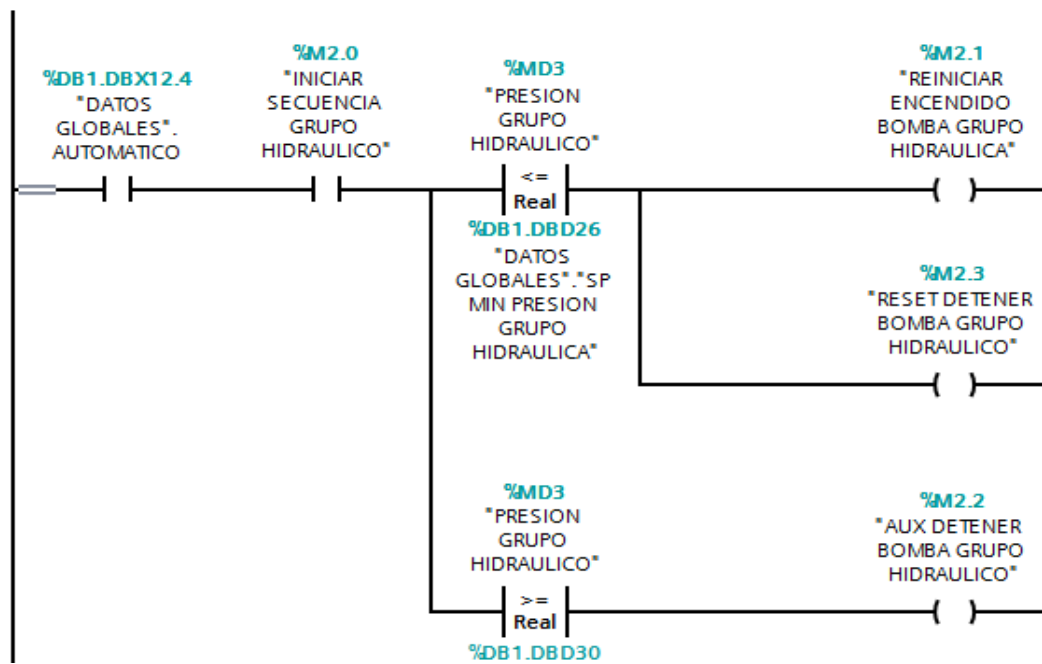 %DB1.DBX12.4
"DATOS
GLOBALES".
AUTOMATICO
%M2.0
"INICIAR
SECUENCIA
GRUPO
HIDRAULICO"
%MD3
"PRESION
GRUPO
HIDRAULICO"
<=
Real
%DB1.DBD26
"DATOS
GLOBALES"."SP
MIN PRESION
GRUPO
HIDRAULICA"
%M2.1
"REINICIAR
ENCENDIDO
BOMBA GRUPO
HIDRAULICA"
%M2.3
"RESET DETENER
BOMBA GRUPO
HIDRAULICO"
%MD3
"PRESION
GRUPO
HIDRAULICO"
>=
Real
%DB1.DBD30
%M2.2
"AUX DETENER
BOMBA GRUPO
HIDRAULICO"